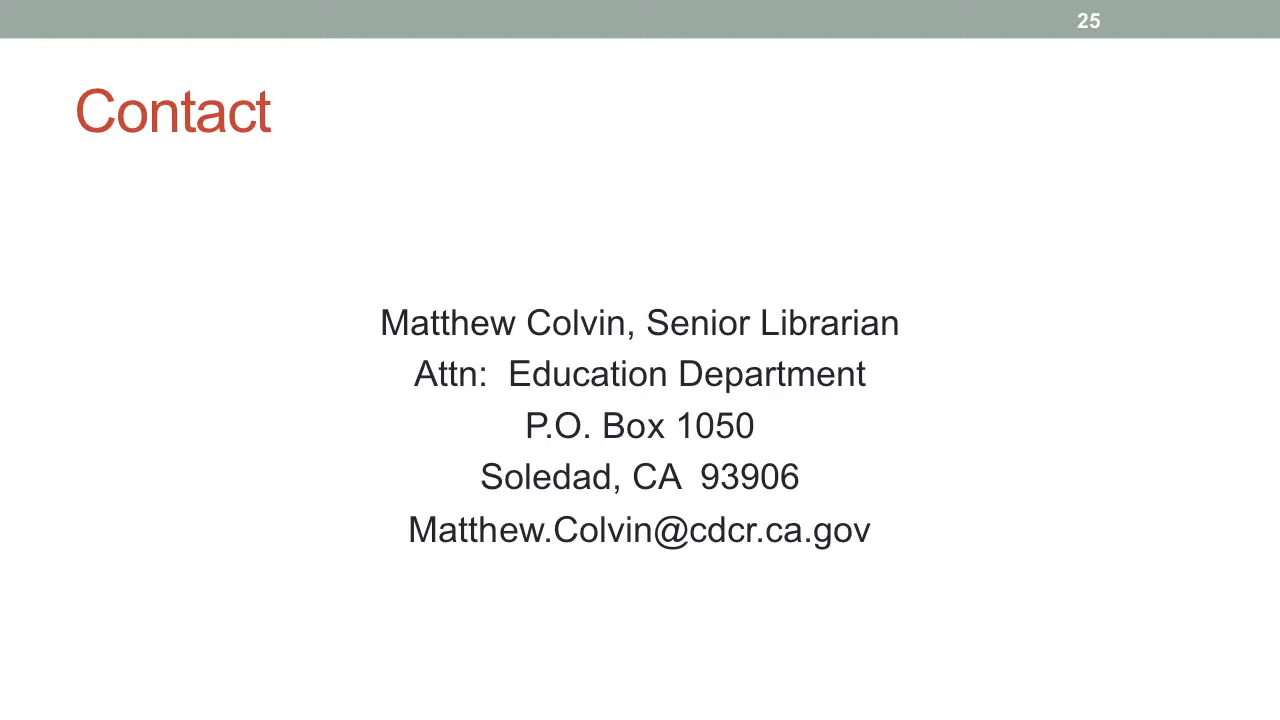 25
Contact
Matthew Colvin, Senior Librarian
Attn:  Education Department
P.O. Box 1050
Soledad, CA  93906
Matthew.Colvin@cdcr.ca.gov